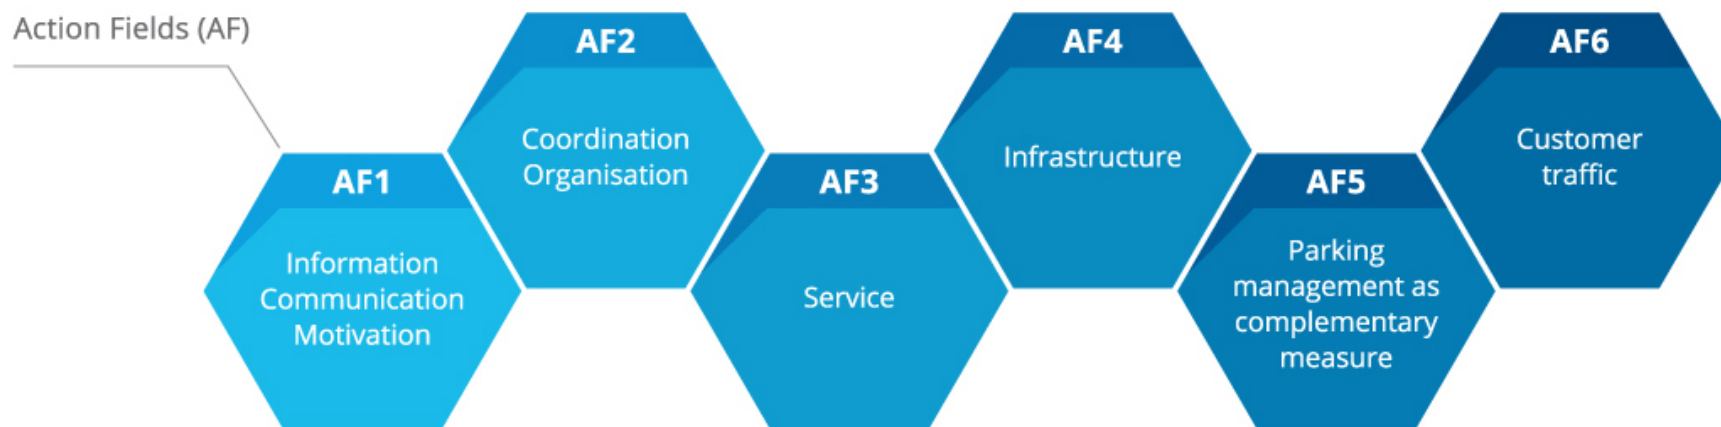 Action Fields (AF)
AF1
Information
Communication
Motivation
AF2
Coordination
Organisation
AF3
Service
AF4
Infrastructure
AF5
Parking
management as
complementary
measure
AF6
Customer
traffic